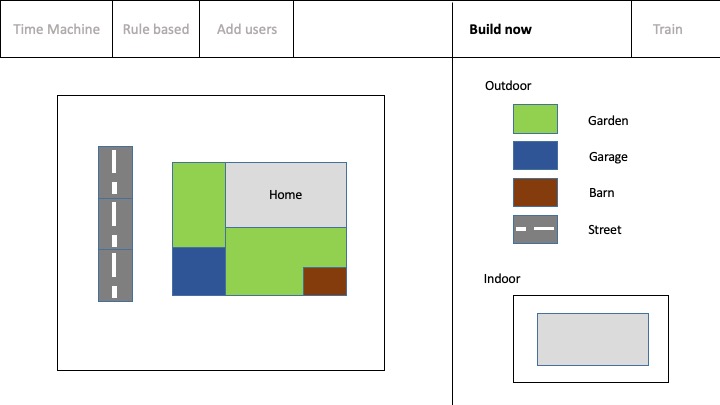 Time Machine
Rule based
Add users
Build now
Train
Outdoor
Garden
Garage
Barn
Street
Home
Indoor